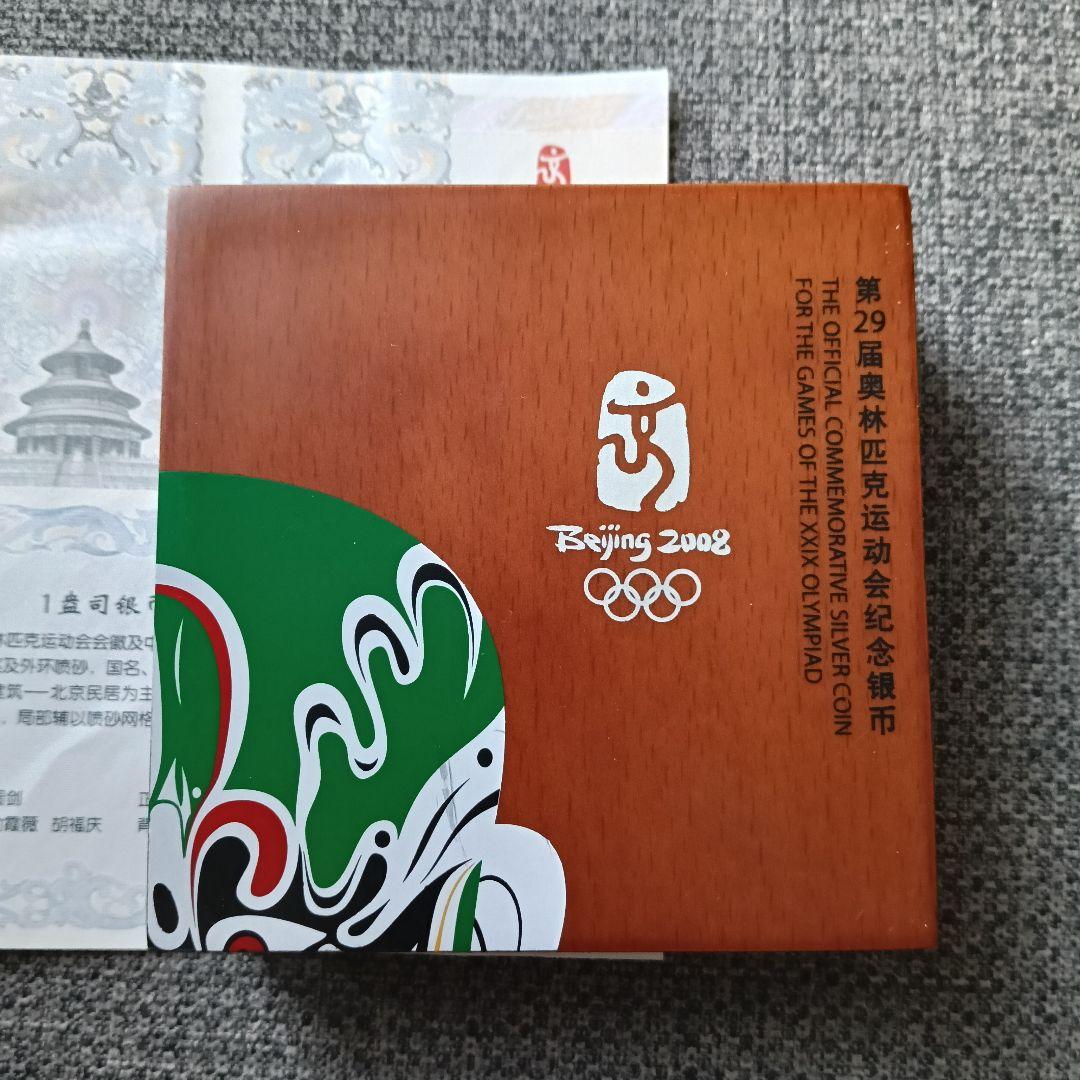 第29届奥林匹克运动会纪念银币
THE OFFICIAL COMMEMORATIVE SILVER COIN
FOR THE GAMES OF THE XXIX OLYMPIAD
Beijing 2008
1盎司银
林匹克运动会会徽及
及外环喷砂，国名、
建筑——北京民居为主
，局部辅以喷砂网格
剑
霞薇 胡福庆